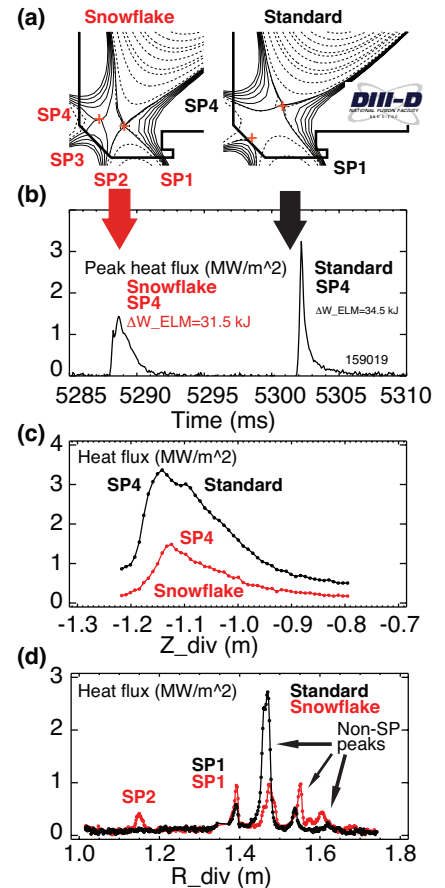 (a)
Snowflake
Standard
SP4
SP3
SP2
SP1
SP4
SP1
DIII-D
NATIONAL FUSION FACILITY
SAN DIEGO
(b)
Peak heat flux (MW/m^2)
Snowflake
SP4
ΔW_ELM=31.5 kJ
Standard
SP4
ΔW_ELM=34.5 kJ
159019
3
2
1
0
5285 5290 5295 5300 5305 5310
Time (ms)
(c)
Heat flux (MW/m^2)
SP4
Standard
SP4
Snowflake
4
3
2
1
0
-1.3 -1.2 -1.1 -1.0 -0.9 -0.8 -0.7
Z_div (m)
(d)
Heat flux (MW/m^2)
Standard
Snowflake
Non-SP
peaks
SP1
SP1
SP2
3
2
1
0
1.0 1.2 1.4 1.6 1.8
R_div (m)